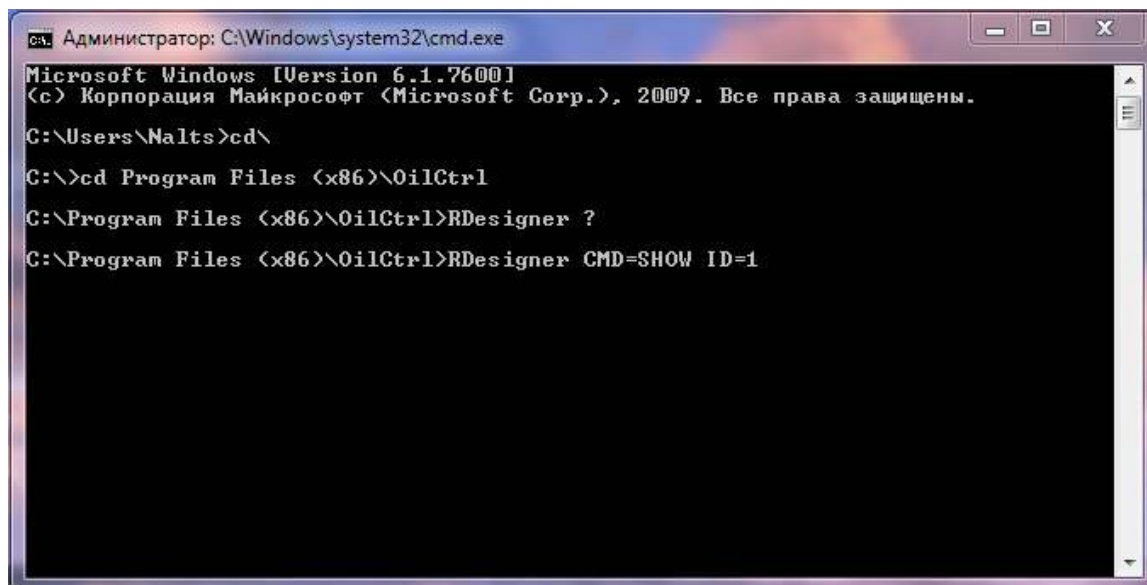 Администратор: C:\Windows\system32\cmd.exe
Microsoft Windows [Version 6.1.7600]
(c) Корпорация Майкрософт (Microsoft Corp.), 2009. Все права защищены.
C:\Users\Nalts>cd\
C:\>cd Program Files (x86)\OilCtrl
C:\Program Files (x86)\OilCtrl>RDesigner ?
C:\Program Files (x86)\OilCtrl>RDesigner CMD=SHOW ID=1